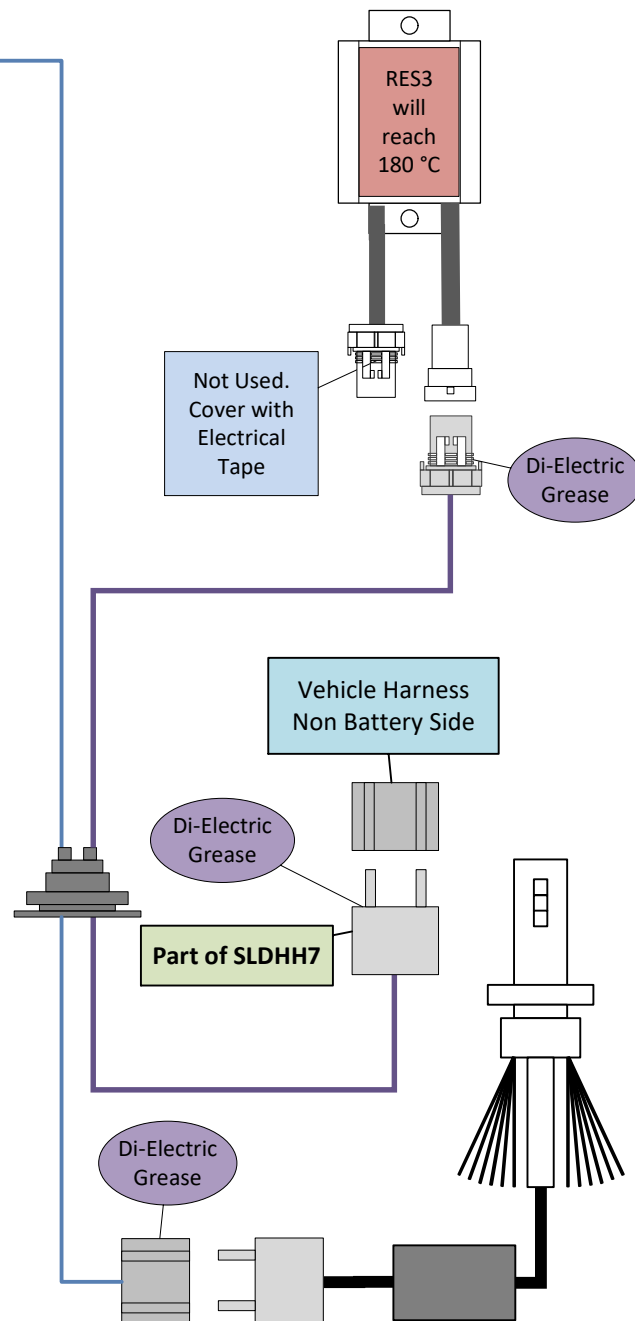 RES3
will
reach
180 °C
Not Used.
Cover with
Electrical
Tape
Di-Electric
Grease
Vehicle Harness
Non Battery Side
Di-Electric
Grease
Part of SLDHH7
Di-Electric
Grease